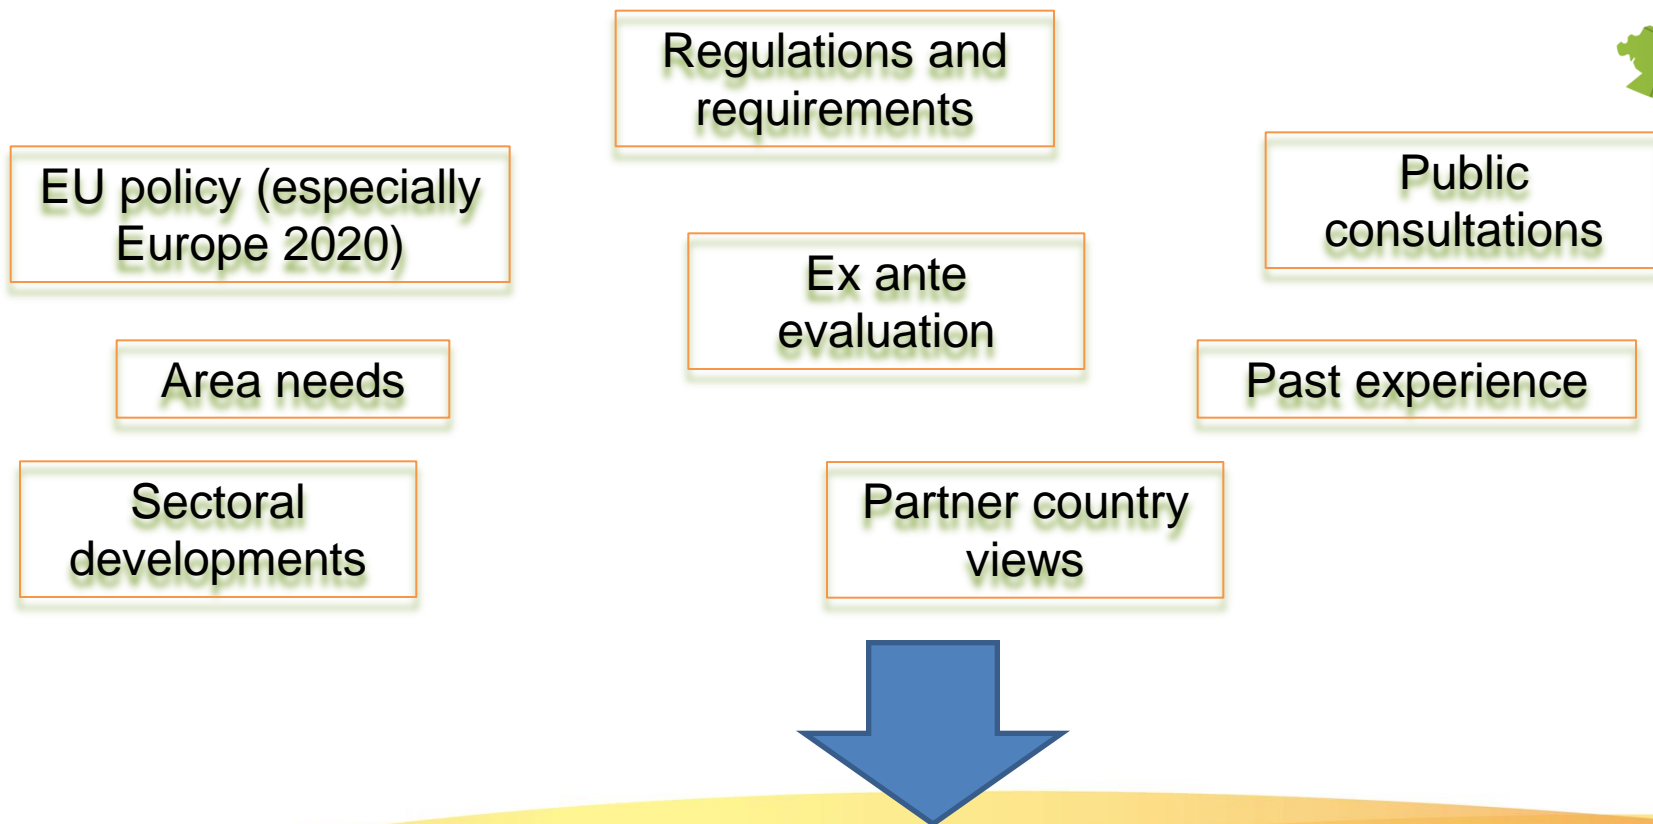 Regulations and
requirements
EU policy (especially
Europe 2020)
Public
consultations
Ex ante
evaluation
Area needs
Past experience
Sectoral
developments
Partner country
views